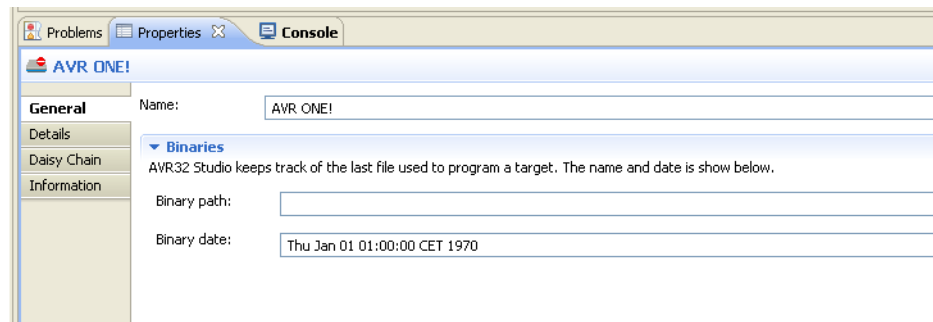 Problems Properties Console
AVR ONE!
General Name: AVR ONE!
Details
Binaries
Daisy Chain
AVR32 Studio keeps track of the last file used to program a target. The name and date is show below.
Information
Binary path:
Binary date: Thu Jan 01 01:00:00 CET 1970